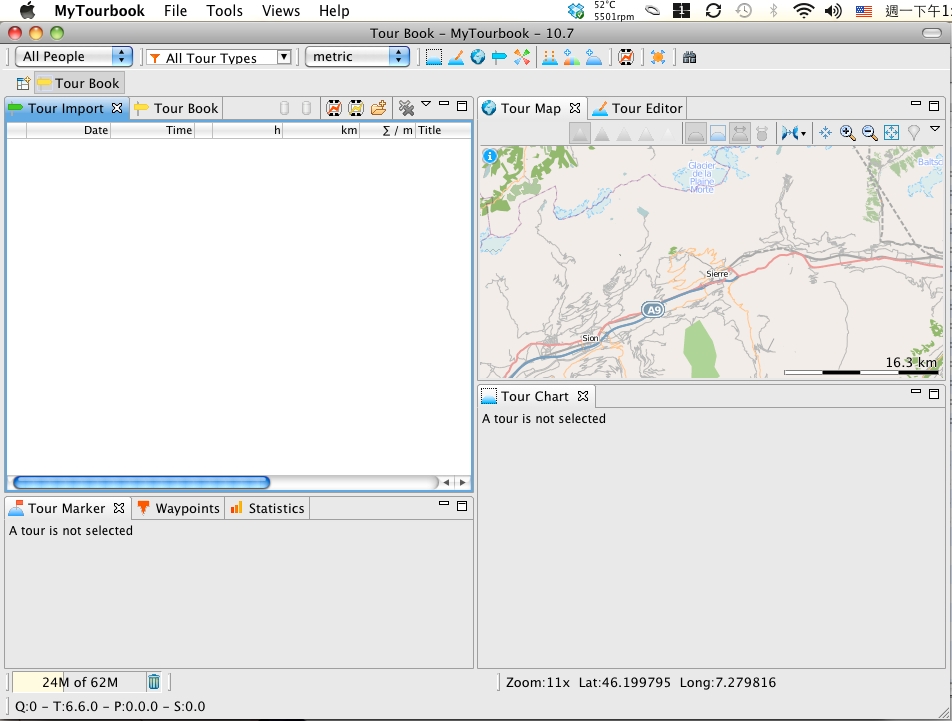 MyTourbook File Tools Views Help 52°C 5501rpm 1 週一下午1
Tour Book – MyTourbook – 10.7
All People All Tour Types metric
Tour Book
Tour Import Tour Book
Date Time h km Σ / m Title
Tour Map Tour Editor
Glacier
de la
Plaine
Morte
Sierre
A9
Sion
16.3 km
Tour Chart
A tour is not selected
Tour Marker Waypoints Statistics
A tour is not selected
24M of 62M
Zoom:11x Lat:46.199795 Long:7.279816
Q:0 – T:6.6.0 – P:0.0.0 – S:0.0